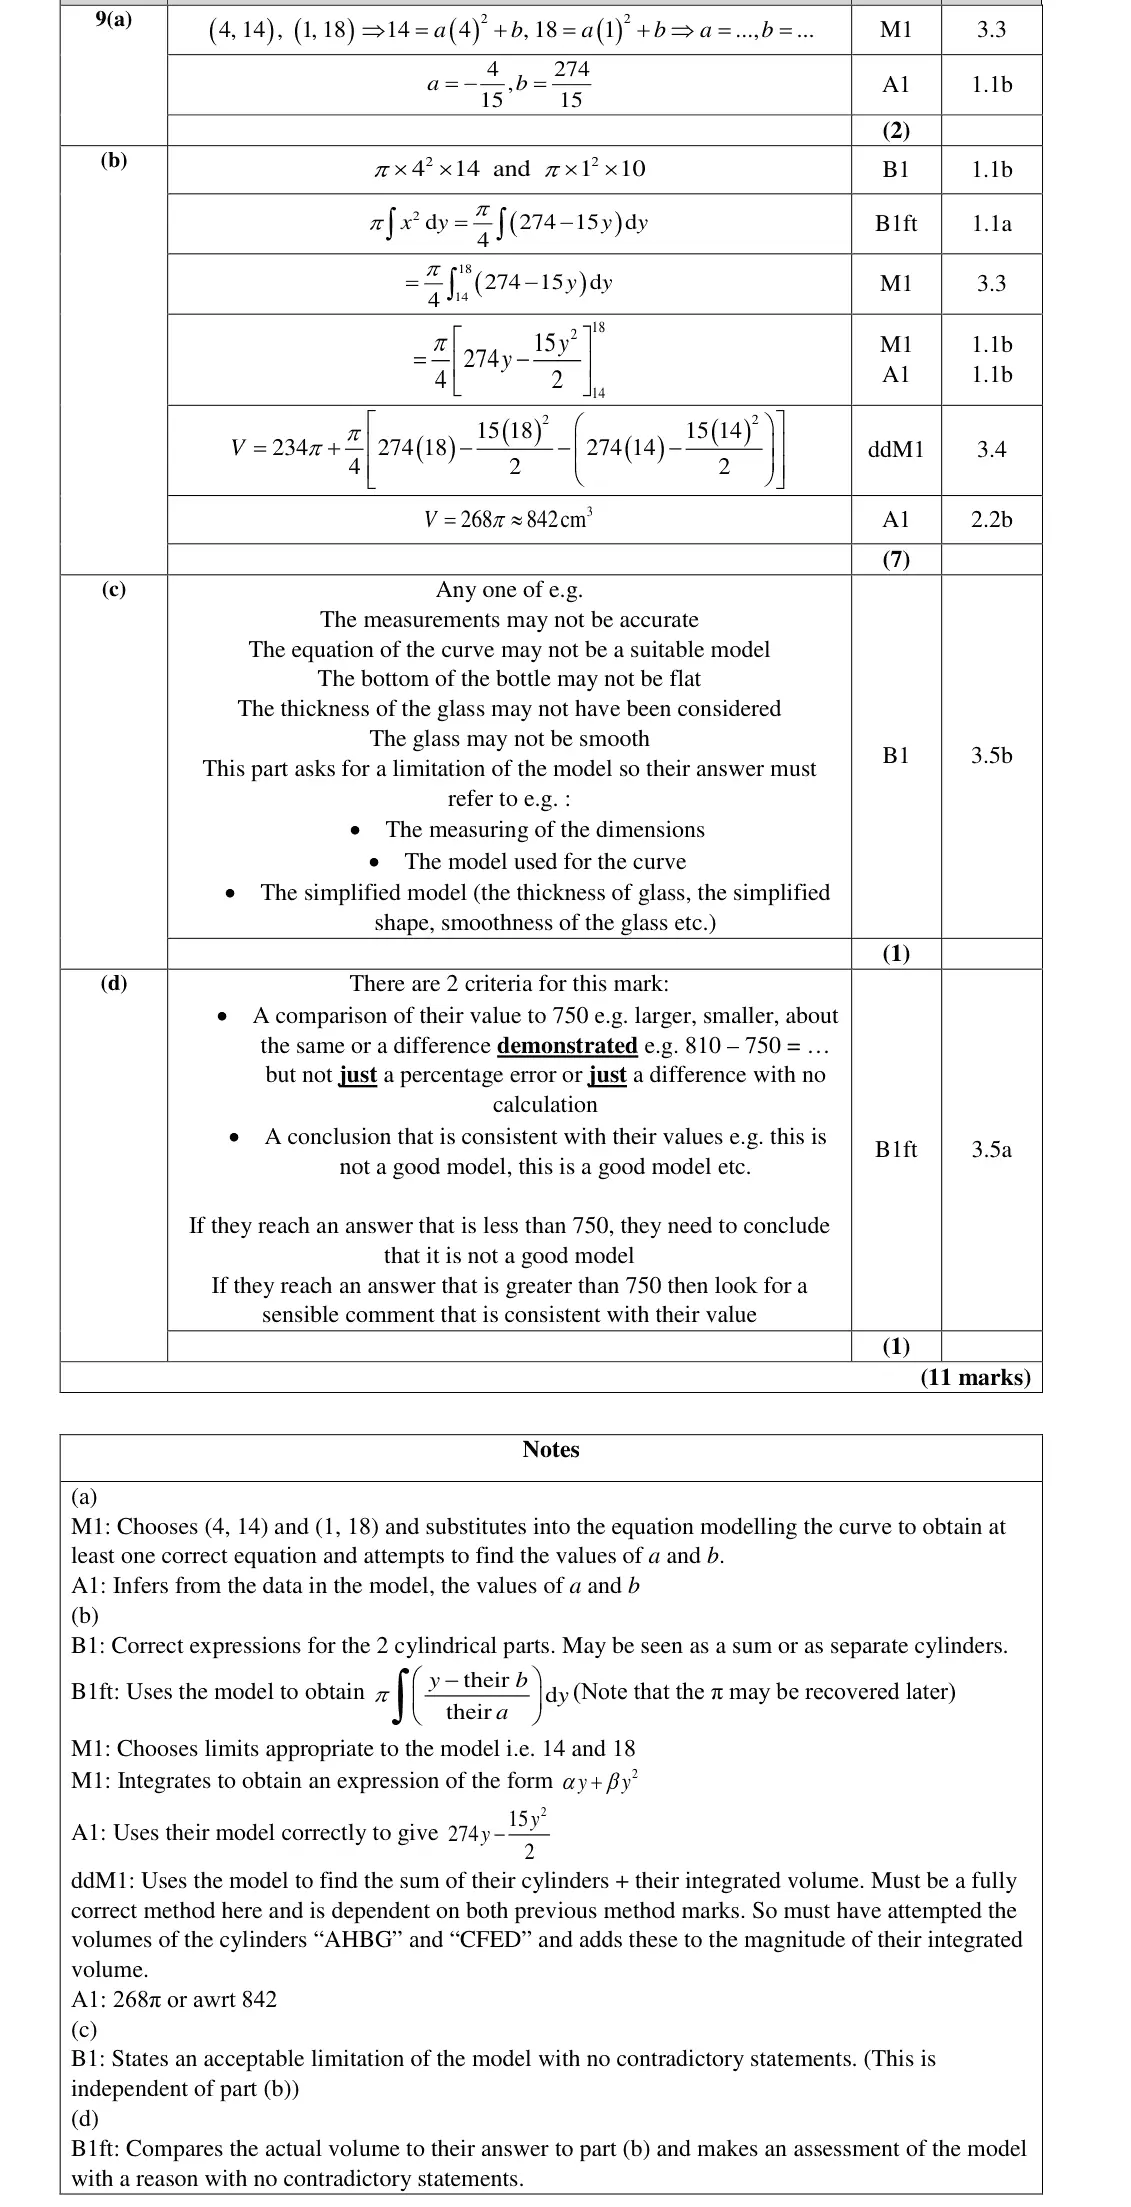 9(a) (4, 14), (1, 18) ⇒ 14 = a(4)² + b, 18 = a(1)² + b ⇒ a = ..., b = ... M1 3.3
a = −4/15, b = 274/15 A1 1.1b
(2)
(b) π × 4² × 14 and π × 1² × 10 B1 1.1b
π∫x² dy = π/4 ∫(274 − 15y)dy B1ft 1.1a
= π/4 ∫₁₄¹⁸ (274 − 15y)dy M1 3.3
= π/4 [274y − 15y²/2]₁₄¹⁸ M1 1.1b
A1 1.1b
V = 234π + π/4 [274(18) − 15(18)²/2 − (274(14) − 15(14)²/2)] ddM1 3.4
V = 268π ≈ 842 cm³ A1 2.2b
(7)
(c) Any one of e.g.
The measurements may not be accurate
The equation of the curve may not be a suitable model
The bottom of the bottle may not be flat
The thickness of the glass may not have been considered
The glass may not be smooth
This part asks for a limitation of the model so their answer must
refer to e.g. :
• The measuring of the dimensions
• The model used for the curve
• The simplified model (the thickness of glass, the simplified
shape, smoothness of the glass etc.)
B1 3.5b
(1)
(d) There are 2 criteria for this mark:
• A comparison of their value to 750 e.g. larger, smaller, about
the same or a difference demonstrated e.g. 810 – 750 = …
but not just a percentage error or just a difference with no
calculation
• A conclusion that is consistent with their values e.g. this is
not a good model, this is a good model etc.
If they reach an answer that is less than 750, they need to conclude
that it is not a good model
If they reach an answer that is greater than 750 then look for a
sensible comment that is consistent with their value
B1ft 3.5a
(1)
(11 marks)
Notes
(a)
M1: Chooses (4, 14) and (1, 18) and substitutes into the equation modelling the curve to obtain at
least one correct equation and attempts to find the values of a and b.
A1: Infers from the data in the model, the values of a and b
(b)
B1: Correct expressions for the 2 cylindrical parts. May be seen as a sum or as separate cylinders.
B1ft: Uses the model to obtain π∫((y − their b)/(their a))dy (Note that the π may be recovered later)
M1: Chooses limits appropriate to the model i.e. 14 and 18
M1: Integrates to obtain an expression of the form αy + βy²
A1: Uses their model correctly to give 274y − 15y²/2
ddM1: Uses the model to find the sum of their cylinders + their integrated volume. Must be a fully
correct method here and is dependent on both previous method marks. So must have attempted the
volumes of the cylinders “AHBG” and “CFED” and adds these to the magnitude of their integrated
volume.
A1: 268π or awrt 842
(c)
B1: States an acceptable limitation of the model with no contradictory statements. (This is
independent of part (b))
(d)
B1ft: Compares the actual volume to their answer to part (b) and makes an assessment of the model
with a reason with no contradictory statements.